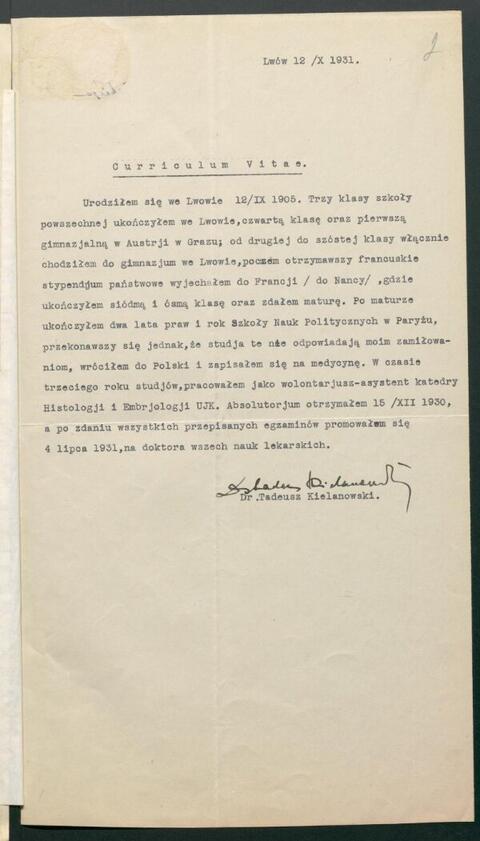 2
Lwów 12 /X 1931.
Curriculum Vitae.
Urodziłem się we Lwowie 12/IX 1905. Trzy klasy szkoły
powszechnej ukończyłem we Lwowie,czwartą klasę oraz pierwszą
gimnazjalną w Austrji w Grazu; od drugiej do szóstej klasy włącznie
chodziłem do gimnazjum we Lwowie,poczem otrzymawszy francuskie
stypendjum państwowe wyjechałem do Francji / do Nancy/ ,gdzie
ukończyłem siódmą i ósmą klasę oraz zdałem maturę. Po maturze
ukończyłem dwa lata praw i rok Szkoły Nauk Politycznych w Paryżu,
przekonawszy się jednak,że studja te nie odpowiadają moim zamiłowa-
niom, wróciłem do Polski i zapisałem się na medycynę. W czasie
trzeciego roku studjów,pracowałem jako wolontarjusz-asystent katedry
Histologji i Embrjologji UJK. Absolutorjum otrzymałem 15 /XII 1930,
a po zdaniu wszystkich przepisanych egzaminów promowałem się
4 lipca 1931,na doktora wszech nauk lekarskich.
Dr Tadeusz Kielanowski
Dr.Tadeusz Kielanowski.